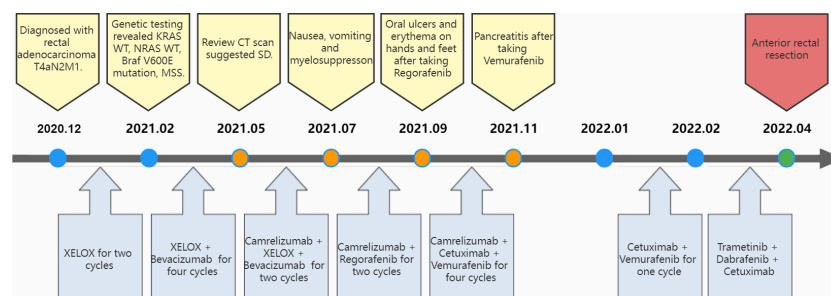 Diagnosed with
rectal
adenocarcinoma
T4aN2M1.
Genetic testing
revealed KRAS
WT, NRAS WT,
Braf V600E
mutation, MSS.
Review CT scan
suggested SD.
Nausea, vomiting
and
myelosuppresson
Oral ulcers and
erythema on
hands and feet
after taking
Regorafenib
Pancreatitis after
taking
Vemurafenib
Anterior rectal
resection
2020.12
2021.02
2021.05
2021.07
2021.09
2021.11
2022.01
2022.02
2022.04
XELOX for two
cycles
XELOX +
Bevacizumab for
four cycles
Camrelizumab +
XELOX +
Bevacizumab for
two cycles
Camrelizumab +
Regorafenib for
two cycles
Camrelizumab +
Cetuximab +
Vemurafenib for
four cycles
Cetuximab +
Vemurafenib for
one cycle
Trametinib +
Dabrafenib +
Cetuximab